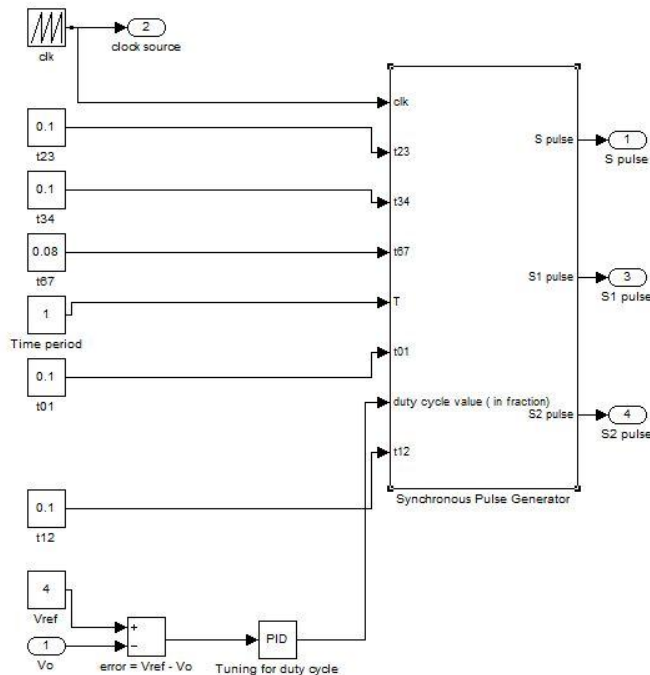 2
clock source
clk
clk
0.1
t23
t23
S pulse
1
S pulse
0.1
t34
t34
0.08
t67
t67
S1 pulse
3
S1 pulse
1
Time period
T
0.1
t01
t01
duty cycle value ( in fraction)
S2 pulse
4
S2 pulse
t12
Synchronous Pulse Generator
0.1
t12
4
Vref
+
−
1
Vo
error = Vref - Vo
PID
Tuning for duty cycle